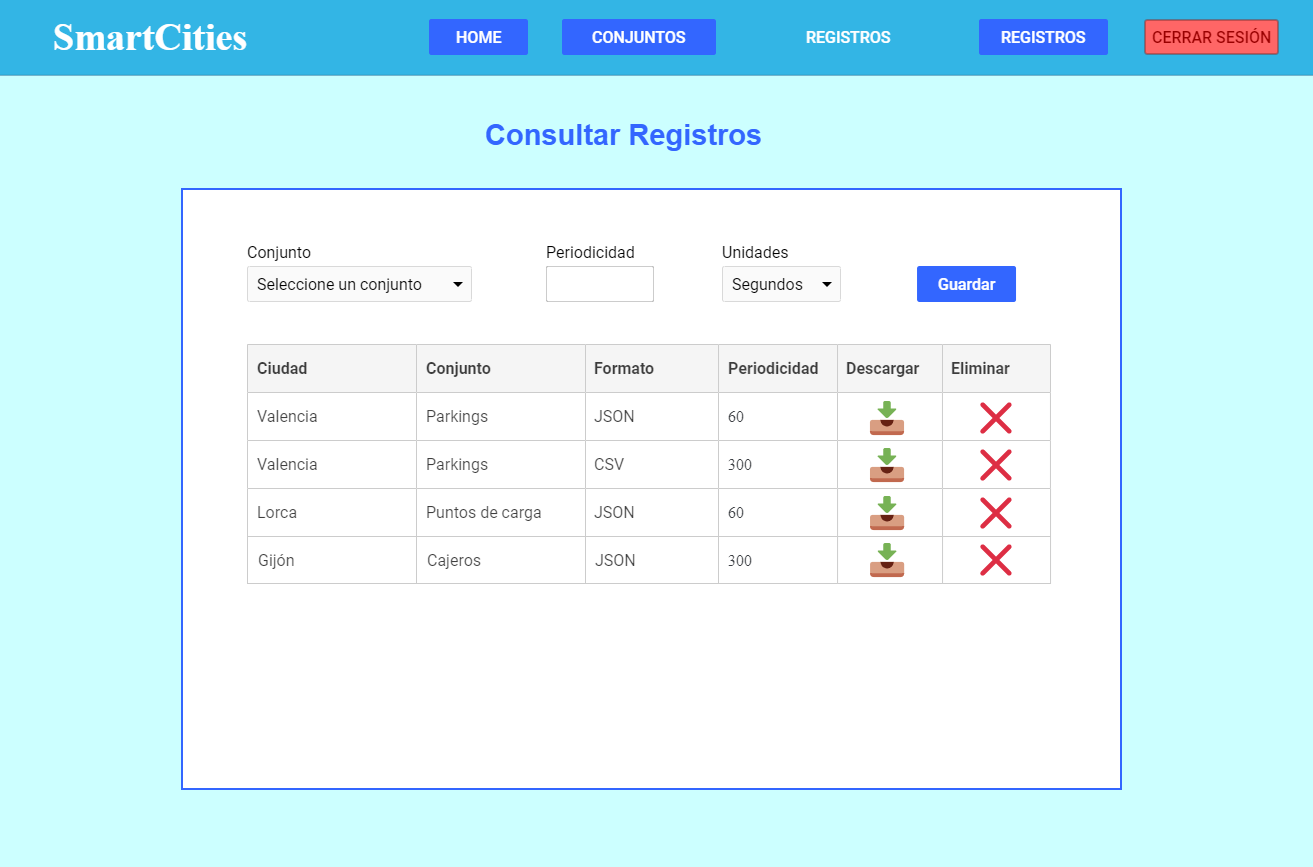 SmartCities HOME CONJUNTOS REGISTROS REGISTROS CERRAR SESIÓN
Consultar Registros
Conjunto Periodicidad Unidades
Seleccione un conjunto Segundos Guardar
Ciudad Conjunto Formato Periodicidad Descargar Eliminar
Valencia Parkings JSON 60
Valencia Parkings CSV 300
Lorca Puntos de carga JSON 60
Gijón Cajeros JSON 300